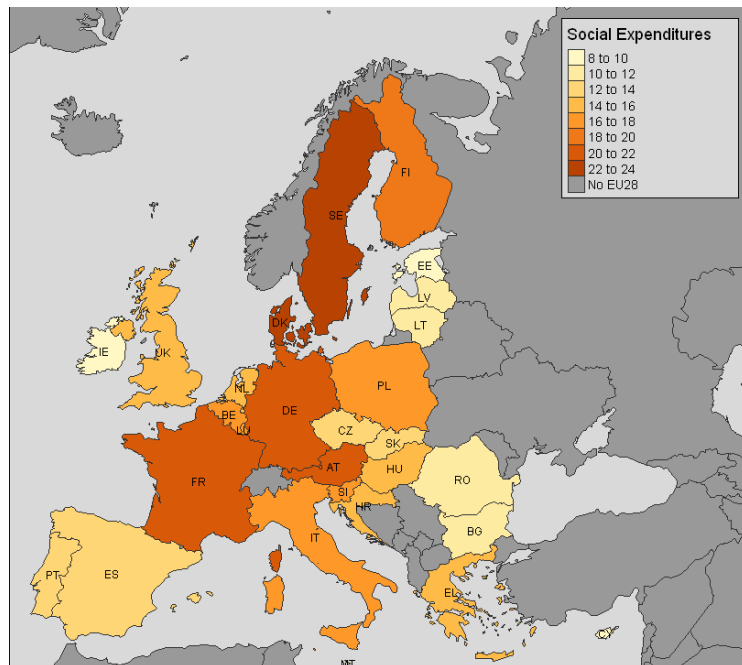 Social Expenditures
8 to 10
10 to 12
12 to 14
14 to 16
16 to 18
18 to 20
20 to 22
22 to 24
No EU28
FI
SE
EE
LV
LT
DK
IE
UK
NL
PL
DE
BE
LU
CZ
SK
FR
AT
HU
SI
HR
RO
IT
BG
PT
ES
EL